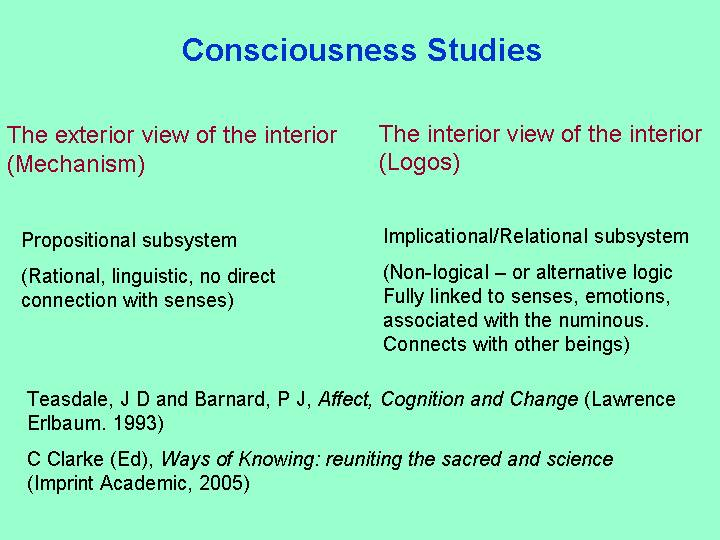 Consciousness Studies
The exterior view of the interior
(Mechanism)
The interior view of the interior
(Logos)
Propositional subsystem
(Rational, linguistic, no direct
connection with senses)
Implicational/Relational subsystem
(Non-logical – or alternative logic
Fully linked to senses, emotions,
associated with the numinous.
Connects with other beings)
Teasdale, J D and Barnard, P J, Affect, Cognition and Change (Lawrence
Erlbaum. 1993)
C Clarke (Ed), Ways of Knowing: reuniting the sacred and science
(Imprint Academic, 2005)